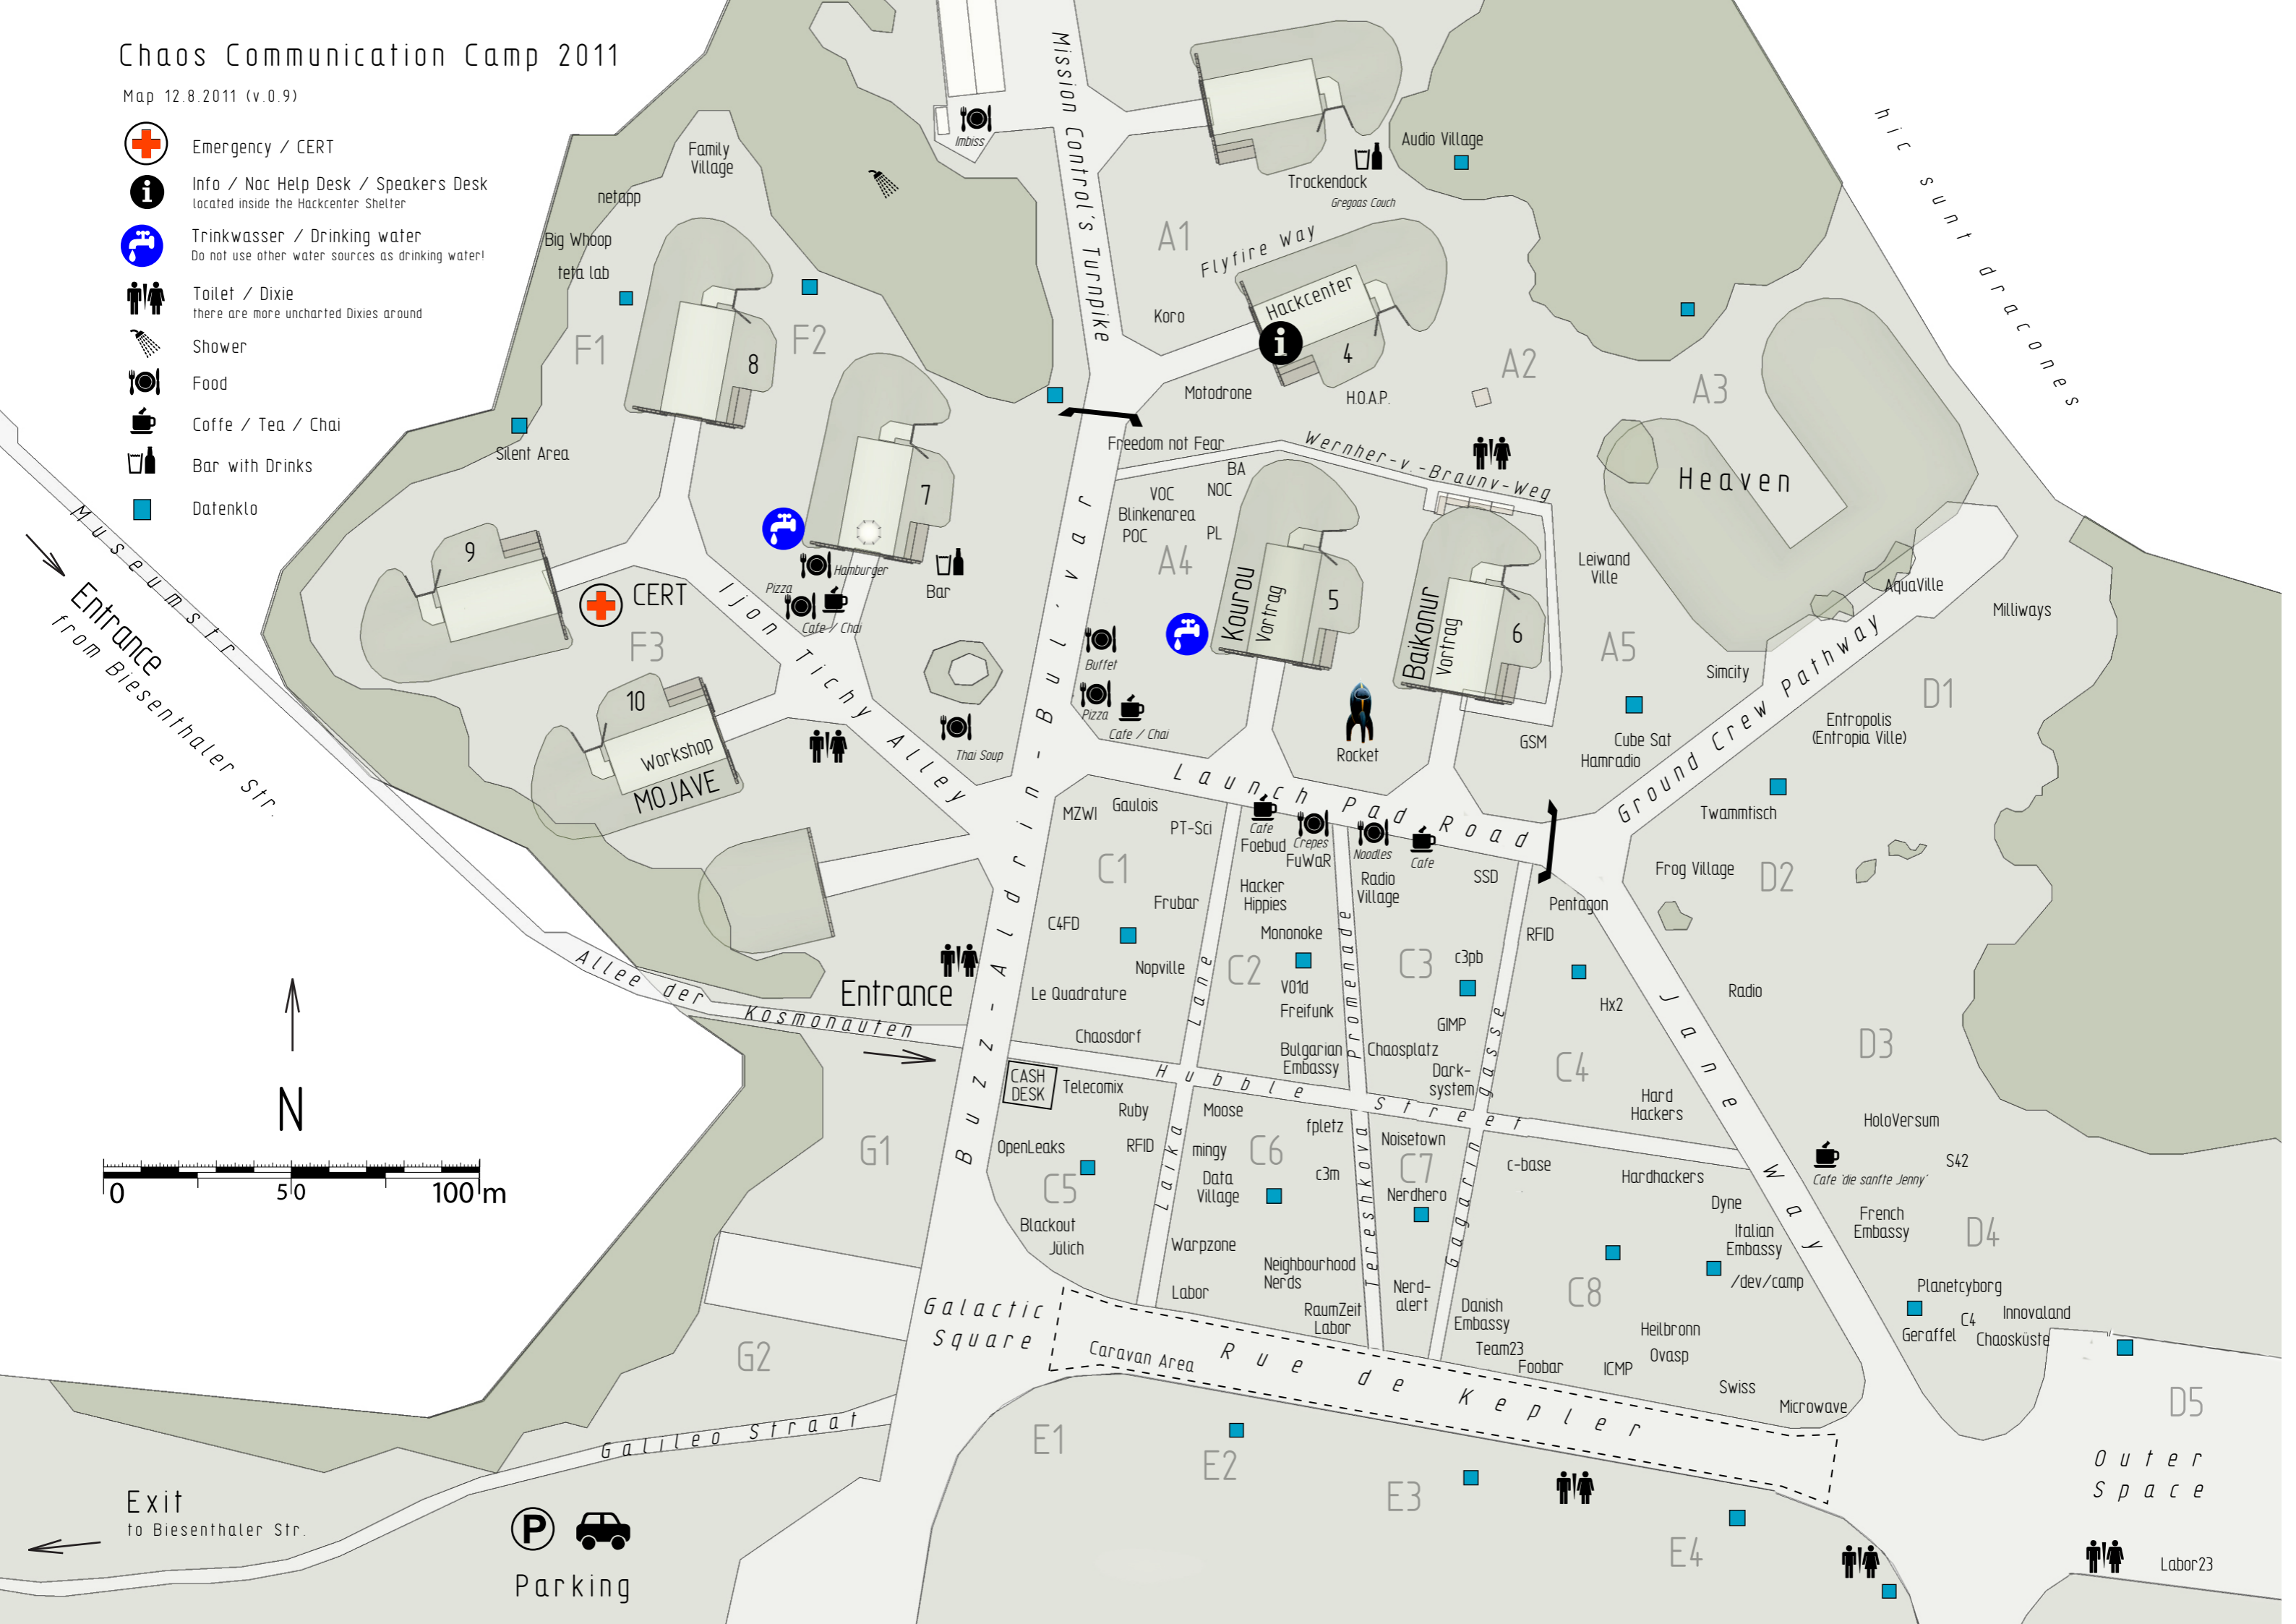 Chaos Communication Camp 2011
Map 12.8.2011 (v.0.9)
Emergency / CERT
Info / Noc Help Desk / Speakers Desk
located inside the Hackcenter Shelter
Trinkwasser / Drinking water
Do not use other water sources as drinking water!
Toilet / Dixie
there are more uncharted Dixies around
Shower
Food
Coffe / Tea / Chai
Bar with Drinks
Datenklo
Museumstr
Entrance
from Biesenthaler Str.
hic sunt dracones
Mission Control's Turnpike
Imbiss
Family
Village
netapp
Big Whoop
teta lab
F1
F2
8
Silent Area
7
9
CERT
F3
10
Workshop
MOJAVE
Hamburger
Pizza
Cafe / Chai
Bar
Ijon Tichy Alley
Thai Soup
Audio Village
Trockendock
Gregoas Couch
A1
Flyfire Way
Hackcenter
i
4
Koro
Motodrone
H.O.A.P.
A2
A3
Heaven
Freedom not Fear
Wernher-v.-Braunv-Weg
BA
VOC
NOC
Blinkenarea
POC
PL
A4
Kourou
Vortrag
5
Baikonur
Vortrag
6
Buffet
Pizza
Cafe / Chai
Rocket
Leiwand
Ville
A5
Simcity
GSM
Cube Sat
Hamradio
AquaVille
Milliways
Ground Crew Pathway
D1
Entropolis
(Entropia Ville)
Twammtisch
Frog Village
D2
Launch Pad Road
Buzz-Aldrin-Bul.var
MZWI
Gaulois
PT-Sci
C1
Frubar
C4FD
Nopville
Le Quadrature
Chaosdorf
Cafe
Foebud
Crepes
FuWaR
Hacker
Hippies
Mononoke
C2
V01d
Freifunk
Bulgarian
Embassy
Laika Lane
Noodles
Cafe
Radio
Village
SSD
C3
c3pb
GIMP
Chaosplatz
Dark-
system
Tereshkova Promenade
Gagarin gasse
Pentagon
RFID
Hx2
C4
Hard
Hackers
Jane Way
Radio
D3
HoloVersum
S42
Cafe 'die sanfte Jenny'
French
Embassy
D4
Planetcyborg
C4
Innovaland
Geraffel
Chaosküste
D5
Allee der Kosmonauten
Entrance
CASH
DESK
Hubble Street
Telecomix
Ruby
OpenLeaks
RFID
C5
Blackout
Jülich
Moose
mingy
C6
Data
Village
fpletz
c3m
Warpzone
Neighbourhood
Nerds
Labor
RaumZeit
Labor
Noisetown
C7
Nerdhero
Nerd-
alert
c-base
Hardhackers
Dyne
Italian
Embassy
/dev/camp
C8
Danish
Embassy
Team23
Foobar
Heilbronn
Ovasp
ICMP
Swiss
Microwave
G1
G2
Galactic
Square
Caravan Area
Rue de Kepler
Galileo Straat
E1
E2
E3
E4
Outer
Space
Labor23
N
0
50
100 m
Exit
to Biesenthaler Str.
P
Parking